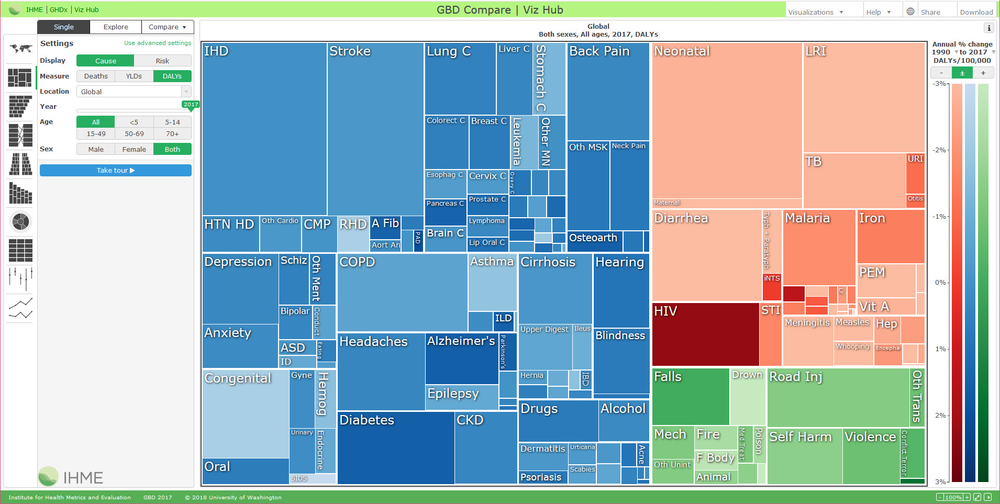 IHME | GHDx | Viz Hub
GBD Compare | Viz Hub
Visualizations
Help
Share
Download
Single
Explore
Compare
Settings
Use advanced settings
Display
Cause
Risk
Measure
Deaths
YLDs
DALYs
Location
Global
Year
2017
Age
All
<5
5-14
15-49
50-69
70+
Sex
Male
Female
Both
Take tour
IHME
Global
Both sexes, All ages, 2017, DALYs
i
IHD
Stroke
Lung C
Liver C
Stomach C
Back Pain
Neonatal
LRI
Colorect C
Breast C
Leukemia
Other MN
Oth MSK
Neck Pain
TB
URI
Esophag C
Cervix C
Ovary C
Pancreas C
Prostate C
Maternal
Otitis
HTN HD
Oth Cardio
CMP
RHD
A Fib
Aort An
PAD
Brain C
Lymphoma
Lip Oral C
Osteoarth
Diarrhea
Typh + Paratyph
iNTS
Malaria
LF
Iron
PEM
Vit A
Depression
Schiz
Oth Ment
COPD
Asthma
Cirrhosis
Hearing
Bipolar
Conduct
ILD
Anxiety
ASD
Eating
ID
Headaches
Alzheimer's
Parkinson's
Upper Digest
Ileus
Blindness
HIV
STI
Meningitis
Measles
Hep
Whooping
Encepha
Congenital
Gyne
Hemog
Epilepsy
Hernia
IBD
Falls
Drown
Road Inj
Oth Trans
Diabetes
CKD
Drugs
Alcohol
Urinary
Endocrine
Mech
Fire
Med Treat
Poison
Self Harm
Violence
Conflict Terror
Oral
SIDS
Dermatitis
Urticaria
Acne
Scabies
Psoriasis
F Body
Oth Unint
Animal
Annual % change
1990 to 2017
DALYs/100,000
-
±
+
-3%
-2%
-1%
0%
1%
2%
3%
Institute for Health Metrics and Evaluation
GBD 2017
© 2018 University of Washington
- 100% +